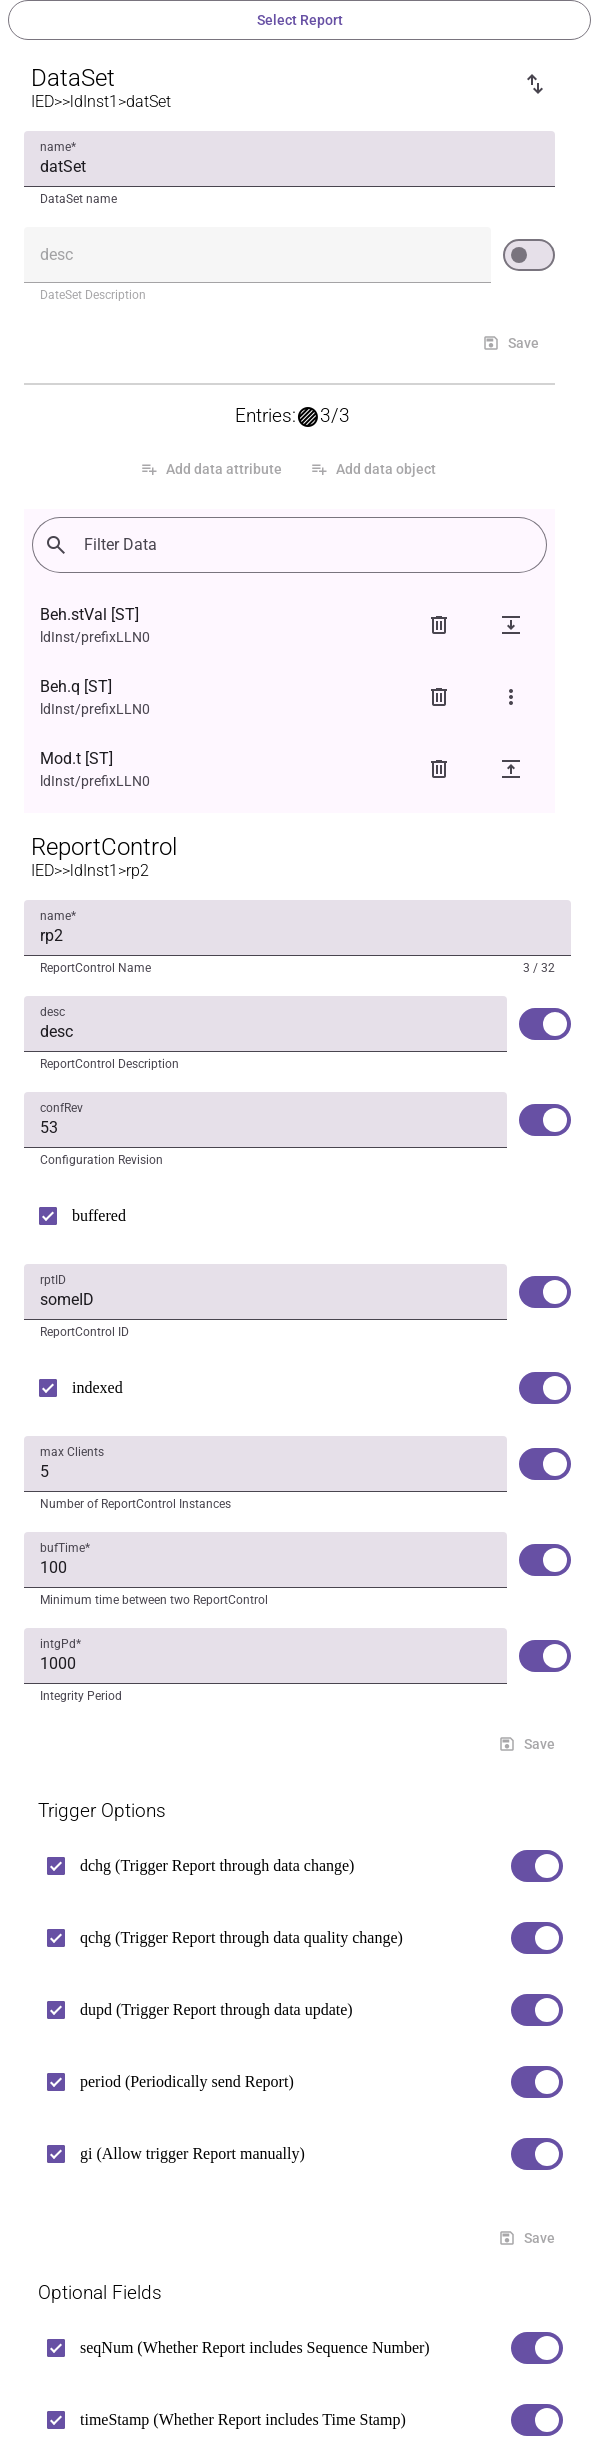 Select Report
DataSet
IED>>ldInst1>datSet
name*
datSet
DataSet name
desc
DateSet Description
Save
Entries: 3/3
Add data attribute Add data object
Filter Data
Beh.stVal [ST]
ldInst/prefixLLN0
Beh.q [ST]
ldInst/prefixLLN0
Mod.t [ST]
ldInst/prefixLLN0
ReportControl
IED>>ldInst1>rp2
name*
rp2
ReportControl Name 3 / 32
desc
desc
ReportControl Description
confRev
53
Configuration Revision
buffered
rptID
someID
ReportControl ID
indexed
max Clients
5
Number of ReportControl Instances
bufTime*
100
Minimum time between two ReportControl
intgPd*
1000
Integrity Period
Save
Trigger Options
dchg (Trigger Report through data change)
qchg (Trigger Report through data quality change)
dupd (Trigger Report through data update)
period (Periodically send Report)
gi (Allow trigger Report manually)
Save
Optional Fields
seqNum (Whether Report includes Sequence Number)
timeStamp (Whether Report includes Time Stamp)